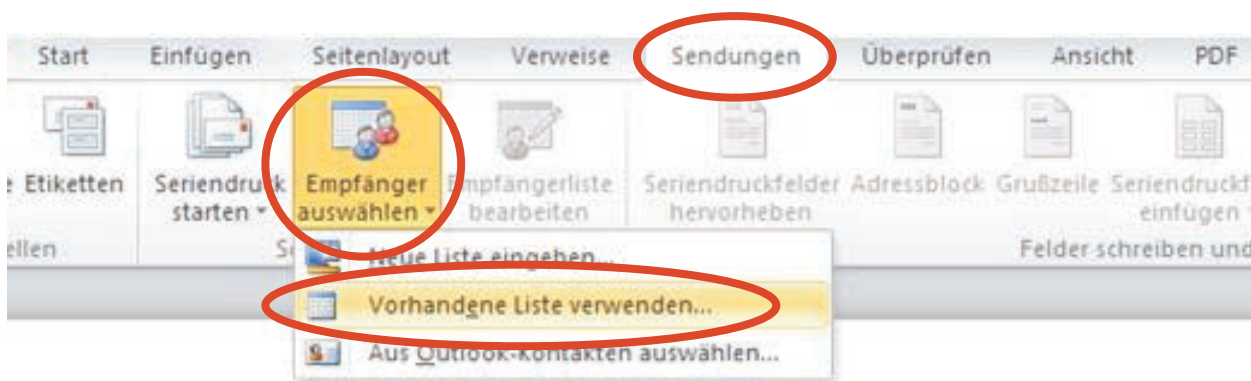 Start Einfügen Seitenlayout Verweise Sendungen Überprüfen Ansicht PDF
e Etiketten Seriendruck Empfänger Empfängerliste Seriendruckfelder Adressblock Grußzeile Seriendruckf
starten auswählen bearbeiten hervorheben einfügen
ellen S Felder schreiben und
Neue Liste eingeben...
Vorhandene Liste verwenden...
Aus Outlook-Kontakten auswählen...